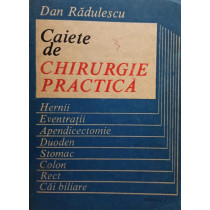 Dan Rădulescu
Caiete
de
CHIRURGIE
PRACTICĂ
Hernii
Eventrații
Apendicectomie
Duoden
Stomac
Colon
Rect
Căi biliare